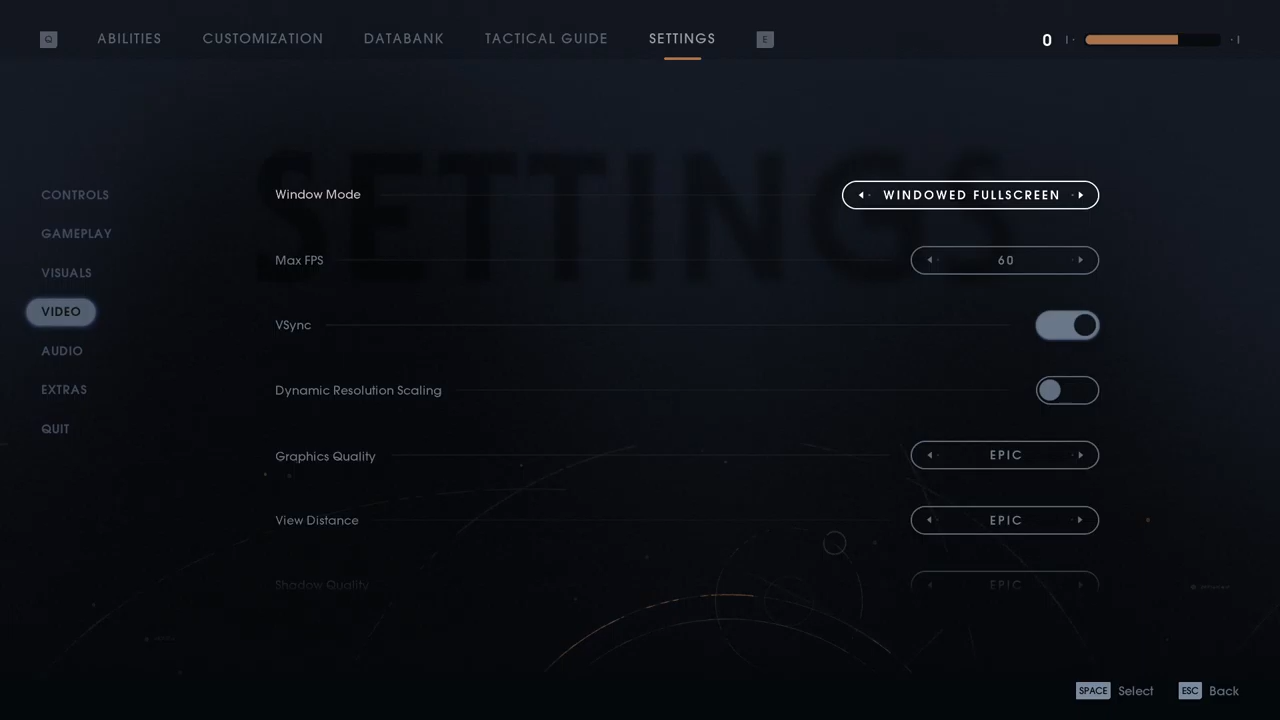 Q ABILITIES CUSTOMIZATION DATABANK TACTICAL GUIDE SETTINGS E 0
SETTINGS
CONTROLS
GAMEPLAY
VISUALS
VIDEO
AUDIO
EXTRAS
QUIT
Window Mode WINDOWED FULLSCREEN
Max FPS 60
VSync
Dynamic Resolution Scaling
Graphics Quality EPIC
View Distance EPIC
Shadow Quality EPIC
SPACE Select ESC Back